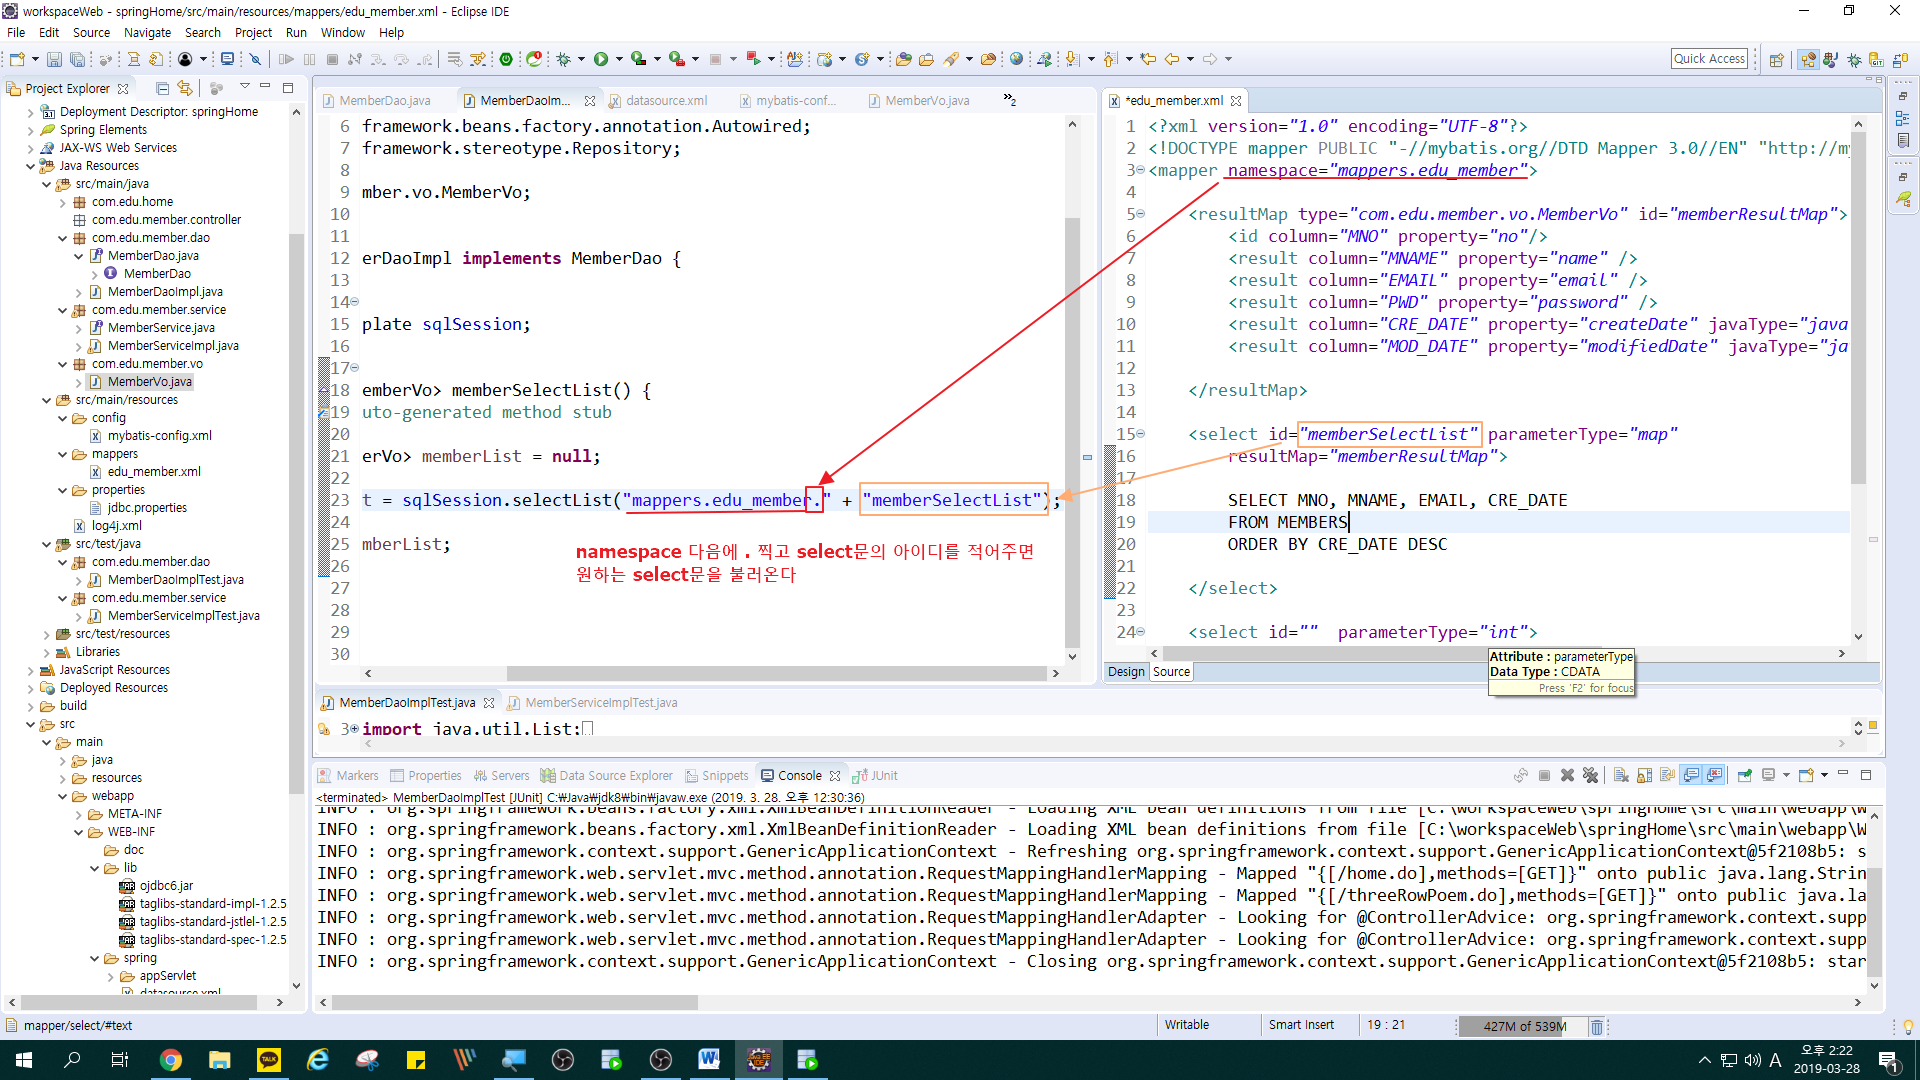 workspaceWeb - springHome/src/main/resources/mappers/edu_member.xml - Eclipse IDE
File Edit Source Navigate Search Project Run Window Help
Quick Access
Project Explorer
Deployment Descriptor: springHome
Spring Elements
JAX-WS Web Services
Java Resources
src/main/java
com.edu.home
com.edu.member.controller
com.edu.member.dao
MemberDao.java
MemberDao
MemberDaoImpl.java
com.edu.member.service
MemberService.java
MemberServiceImpl.java
com.edu.member.vo
MemberVo.java
src/main/resources
config
mybatis-config.xml
mappers
edu_member.xml
properties
jdbc.properties
log4j.xml
src/test/java
com.edu.member.dao
MemberDaoImplTest.java
com.edu.member.service
MemberServiceImplTest.java
src/test/resources
Libraries
JavaScript Resources
Deployed Resources
build
src
main
java
resources
webapp
META-INF
WEB-INF
doc
lib
ojdbc6.jar
taglibs-standard-impl-1.2.5
taglibs-standard-jstlel-1.2.5
taglibs-standard-spec-1.2.5
spring
appServlet
datasource.xml
MemberDao.java MemberDaoIm... datasource.xml mybatis-conf... MemberVo.java »2
6 framework.beans.factory.annotation.Autowired;
7 framework.stereotype.Repository;
8
9 mber.vo.MemberVo;
10
11
12 erDaoImpl implements MemberDao {
13
14
15 plate sqlSession;
16
17
18 emberVo> memberSelectList() {
19 uto-generated method stub
20
21 erVo> memberList = null;
22
23 t = sqlSession.selectList("mappers.edu_member." + "memberSelectList");
24
25 mberList;
26
27
28
29
30
namespace 다음에 . 찍고 select문의 아이디를 적어주면
원하는 select문을 불러온다
*edu_member.xml
1 <?xml version="1.0" encoding="UTF-8"?>
2 <!DOCTYPE mapper PUBLIC "-//mybatis.org//DTD Mapper 3.0//EN" "http://my
3 <mapper namespace="mappers.edu_member">
4
5 <resultMap type="com.edu.member.vo.MemberVo" id="memberResultMap">
6 <id column="MNO" property="no"/>
7 <result column="MNAME" property="name" />
8 <result column="EMAIL" property="email" />
9 <result column="PWD" property="password" />
10 <result column="CRE_DATE" property="createDate" javaType="java
11 <result column="MOD_DATE" property="modifiedDate" javaType="ja
12
13 </resultMap>
14
15 <select id="memberSelectList" parameterType="map"
16 resultMap="memberResultMap">
17
18 SELECT MNO, MNAME, EMAIL, CRE_DATE
19 FROM MEMBERS
20 ORDER BY CRE_DATE DESC
21
22 </select>
23
24 <select id="" parameterType="int">
Attribute : parameterType
Data Type : CDATA
Press 'F2' for focus
Design Source
MemberDaoImplTest.java MemberServiceImplTest.java
3 import java.util.List;
Markers Properties Servers Data Source Explorer Snippets Console JUnit
<terminated> MemberDaoImplTest [JUnit] C:₩Java₩jdk8₩bin₩javaw.exe (2019. 3. 28. 오후 12:30:36)
INFO : org.springframework.beans.factory.xml.XmlBeanDefinitionReader - Loading XML bean definitions from file [C:\workspaceWeb\springHome\src\main\webapp\W
INFO : org.springframework.beans.factory.xml.XmlBeanDefinitionReader - Loading XML bean definitions from file [C:\workspaceWeb\springHome\src\main\webapp\W
INFO : org.springframework.context.support.GenericApplicationContext - Refreshing org.springframework.context.support.GenericApplicationContext@5f2108b5: s
INFO : org.springframework.web.servlet.mvc.method.annotation.RequestMappingHandlerMapping - Mapped "{[/home.do],methods=[GET]}" onto public java.lang.Strin
INFO : org.springframework.web.servlet.mvc.method.annotation.RequestMappingHandlerMapping - Mapped "{[/threeRowPoem.do],methods=[GET]}" onto public java.la
INFO : org.springframework.web.servlet.mvc.method.annotation.RequestMappingHandlerAdapter - Looking for @ControllerAdvice: org.springframework.context.supp
INFO : org.springframework.web.servlet.mvc.method.annotation.RequestMappingHandlerAdapter - Looking for @ControllerAdvice: org.springframework.context.supp
INFO : org.springframework.context.support.GenericApplicationContext - Closing org.springframework.context.support.GenericApplicationContext@5f2108b5: star
mapper/select/#text
Writable Smart Insert 19 : 21 427M of 539M
A 오후 2:22
2019-03-28
1